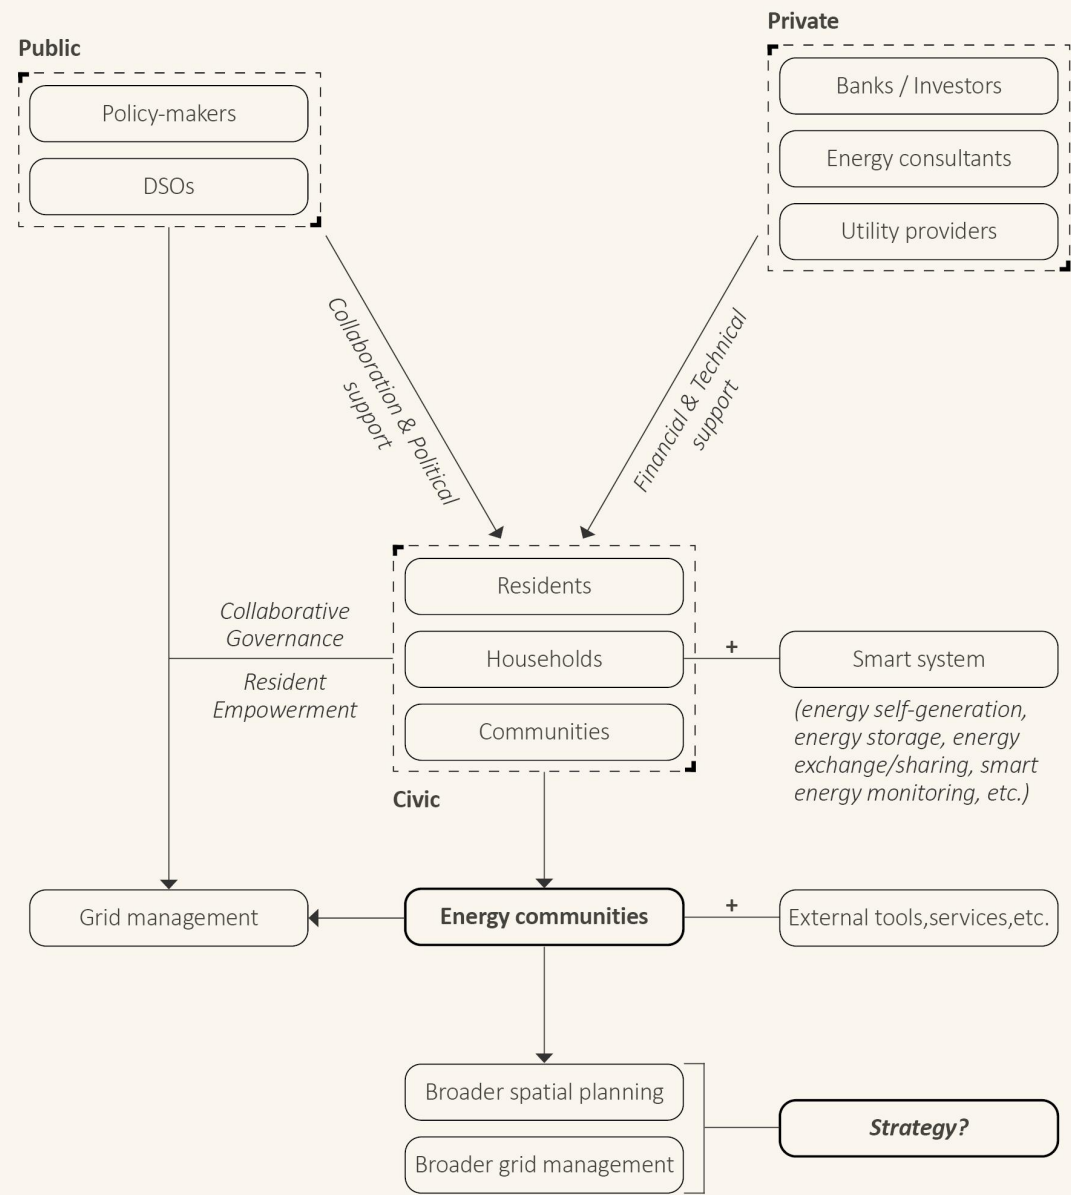 Public
Policy-makers
DSOs
Private
Banks / Investors
Energy consultants
Utility providers
Collaboration & Political
support
Financial & Technical
support
Residents
Households
Communities
Civic
Collaborative
Governance
Resident
Empowerment
+
Smart system
(energy self-generation,
energy storage, energy
exchange/sharing, smart
energy monitoring, etc.)
Grid management
Energy communities
+
External tools,services,etc.
Broader spatial planning
Broader grid management
Strategy?